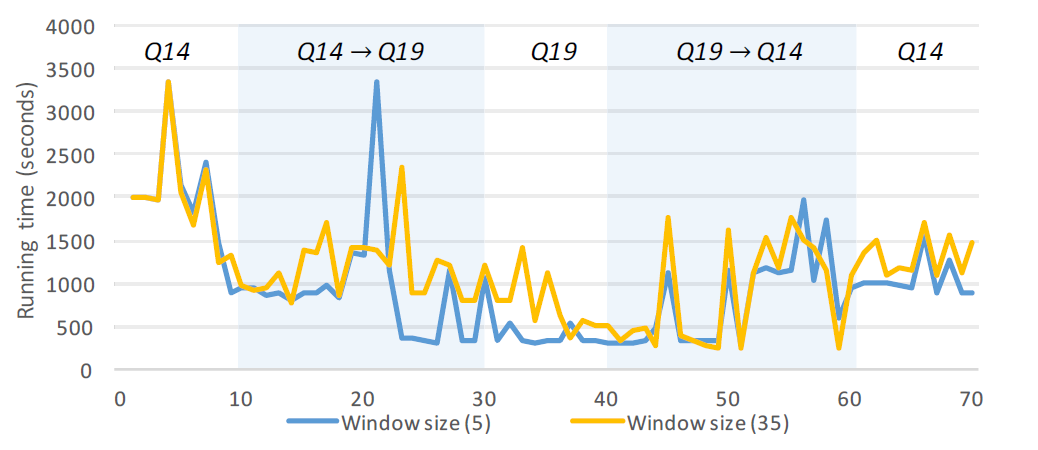 4000
3500
3000
2500
2000
1500
1000
500
0
Running time (seconds)
Q14
Q14 → Q19
Q19
Q19 → Q14
Q14
0 10 20 30 40 50 60 70
Window size (5) Window size (35)